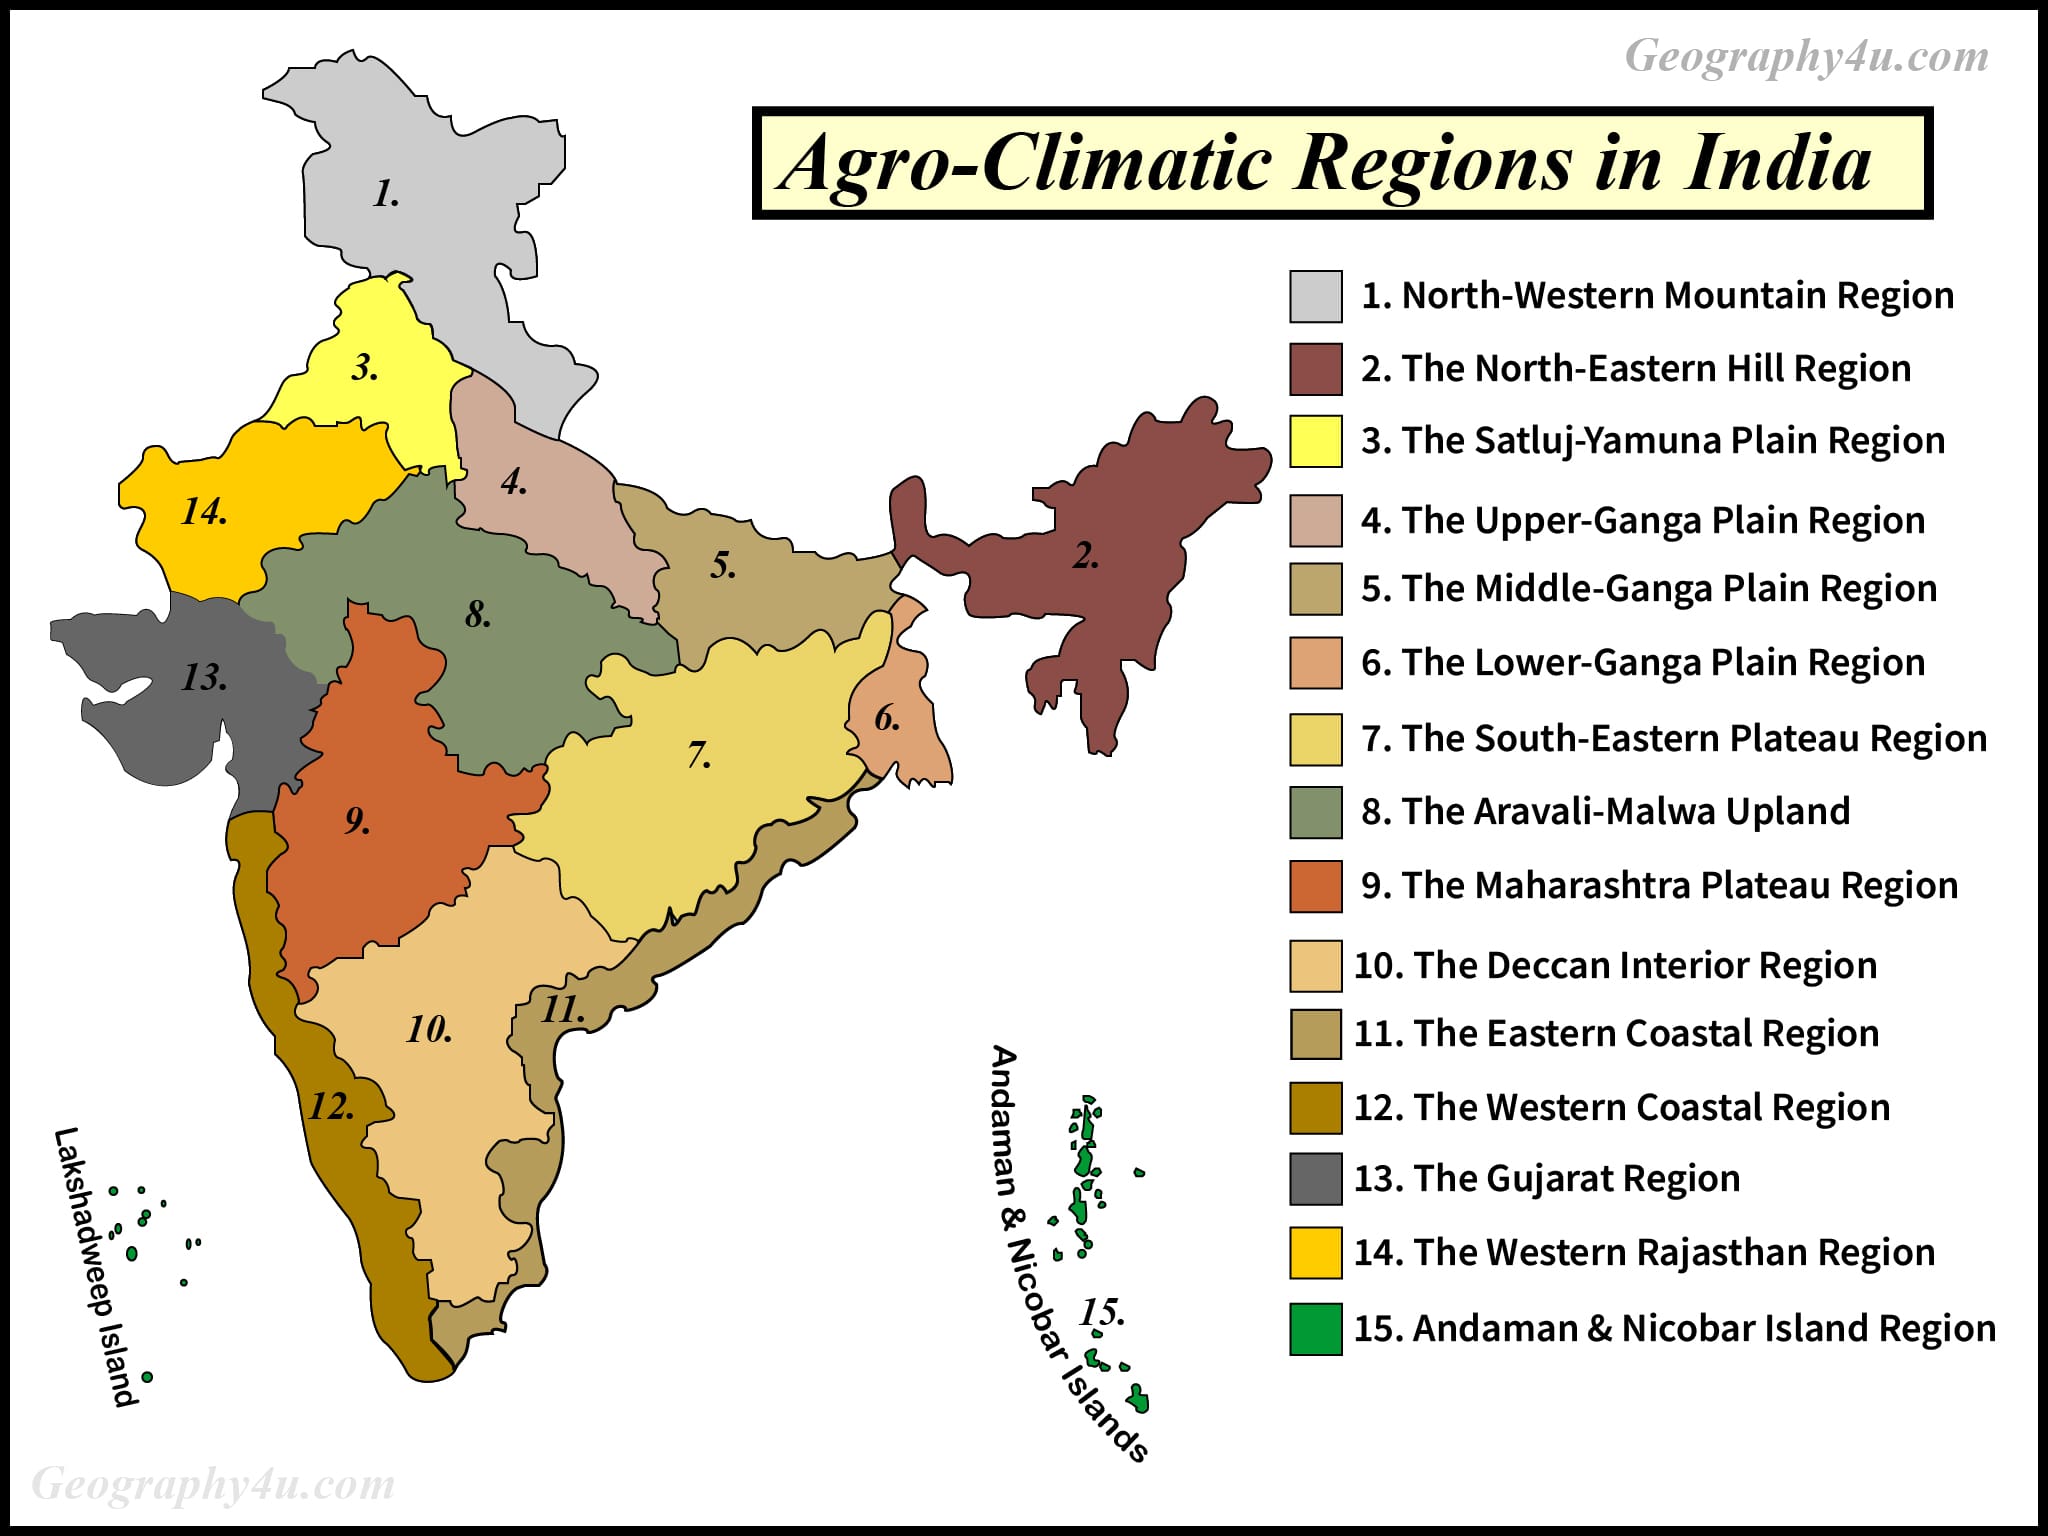 Geography4u.com
Agro-Climatic Regions in India
1. North-Western Mountain Region
2. The North-Eastern Hill Region
3. The Satluj-Yamuna Plain Region
4. The Upper-Ganga Plain Region
5. The Middle-Ganga Plain Region
6. The Lower-Ganga Plain Region
7. The South-Eastern Plateau Region
8. The Aravali-Malwa Upland
9. The Maharashtra Plateau Region
10. The Deccan Interior Region
11. The Eastern Coastal Region
12. The Western Coastal Region
13. The Gujarat Region
14. The Western Rajasthan Region
15. Andaman & Nicobar Island Region
1.
3.
4.
14.
2.
5.
8.
13.
6.
7.
9.
11.
10.
12.
Lakshadweep Island
Andaman & Nicobar Islands
15.
Geography4u.com